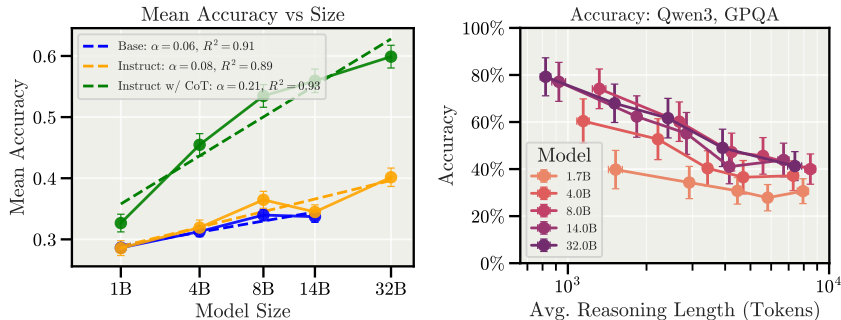 Mean Accuracy vs Size
Mean Accuracy
0.6
0.5
0.4
0.3
Base: α = 0.06, R² = 0.91
Instruct: α = 0.08, R² = 0.89
Instruct w/ CoT: α = 0.21, R² = 0.93
1B 4B 8B 14B 32B
Model Size
Accuracy: Qwen3, GPQA
Accuracy
100%
80%
60%
40%
20%
0%
Model
1.7B
4.0B
8.0B
14.0B
32.0B
10³ 10⁴
Avg. Reasoning Length (Tokens)